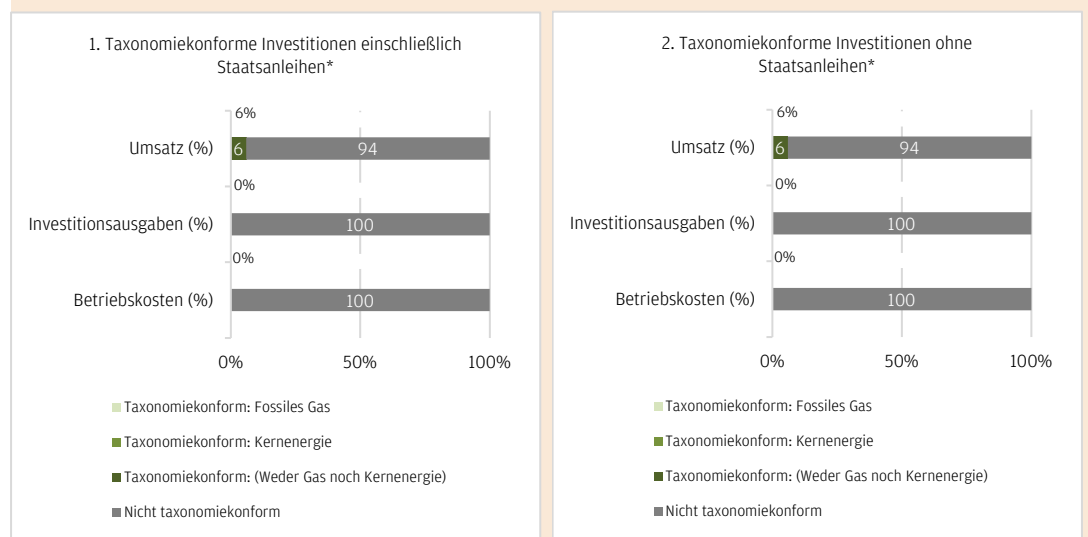 1. Taxonomiekonforme Investitionen einschließlich
Staatsanleihen*
6%
Umsatz (%)
6
94
0%
Investitionsausgaben (%)
100
0%
Betriebskosten (%)
100
0%
50%
100%
Taxonomiekonform: Fossiles Gas
Taxonomiekonform: Kernenergie
Taxonomiekonform: (Weder Gas noch Kernenergie)
Nicht taxonomiekonform
2. Taxonomiekonforme Investitionen ohne
Staatsanleihen*
6%
Umsatz (%)
6
94
0%
Investitionsausgaben (%)
100
0%
Betriebskosten (%)
100
0%
50%
100%
Taxonomiekonform: Fossiles Gas
Taxonomiekonform: Kernenergie
Taxonomiekonform: (Weder Gas noch Kernenergie)
Nicht taxonomiekonform